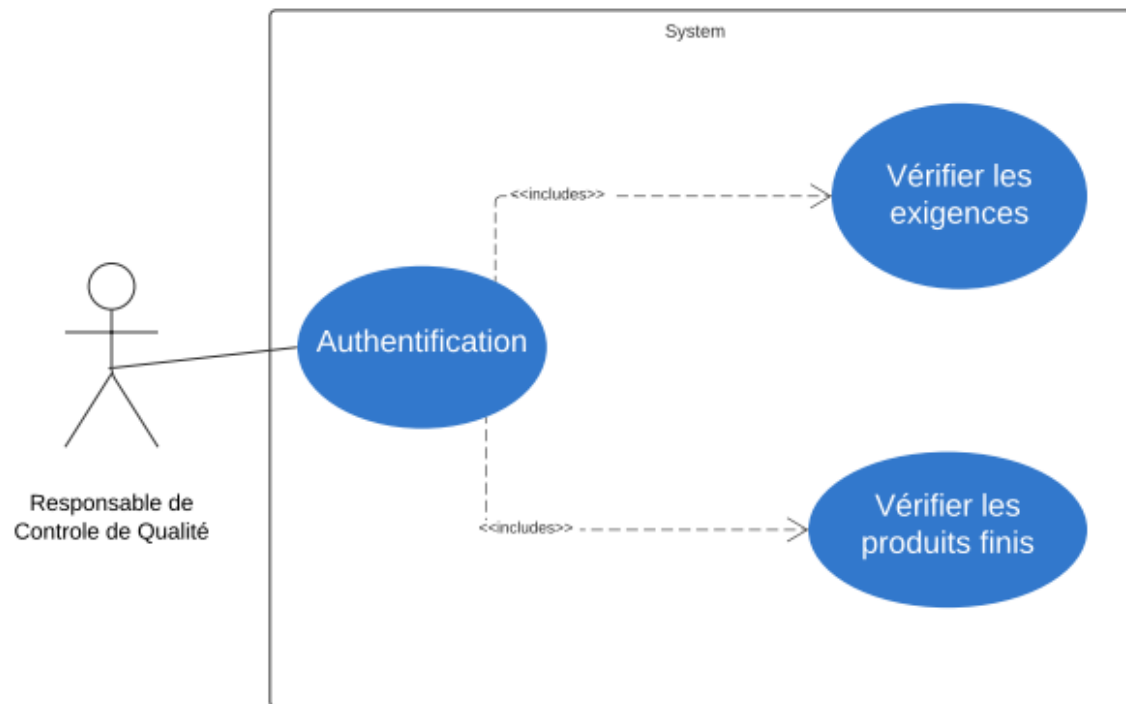 System
Vérifier les
exigences
<<includes>>
Authentification
Responsable de
Controle de Qualité
<<includes>>
Vérifier les
produits finis